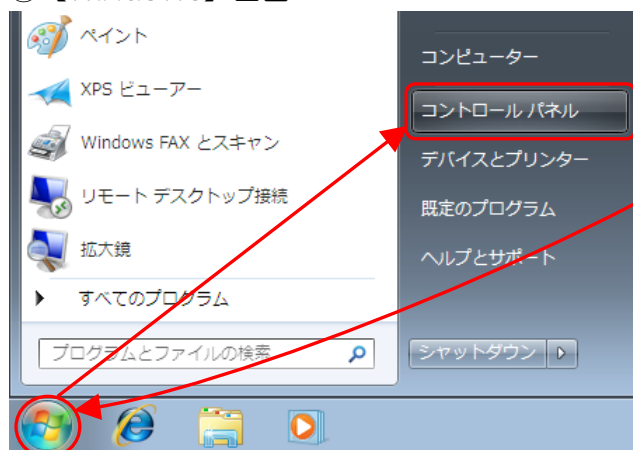 ペイント
XPS ビューアー
Windows FAX とスキャン
リモート デスクトップ接続
拡大鏡
すべてのプログラム
プログラムとファイルの検索
コンピューター
コントロール パネル
デバイスとプリンター
既定のプログラム
ヘルプとサポート
シャットダウン